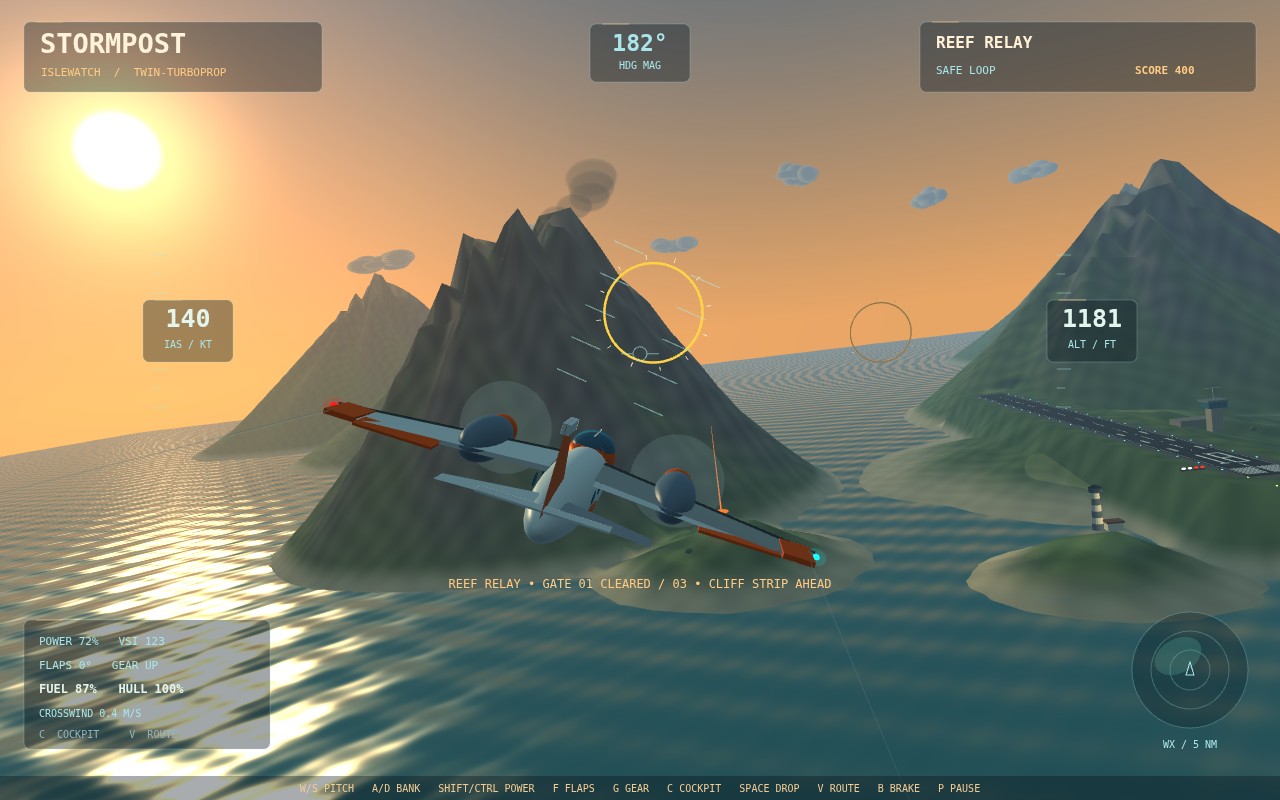 STORMPOST
ISLEWATCH / TWIN-TURBOPROP
182°
HDG MAG
REEF RELAY
SAFE LOOP SCORE 400
140
IAS / KT
1181
ALT / FT
REEF RELAY • GATE 01 CLEARED / 03 • CLIFF STRIP AHEAD
POWER 72% VSI 123
FLAPS 0° GEAR UP
FUEL 87% HULL 100%
CROSSWIND 0.4 M/S
C COCKPIT V ROUTE
WX / 5 NM
W/S PITCH A/D BANK SHIFT/CTRL POWER F FLAPS G GEAR C COCKPIT SPACE DROP V ROUTE B BRAKE P PAUSE